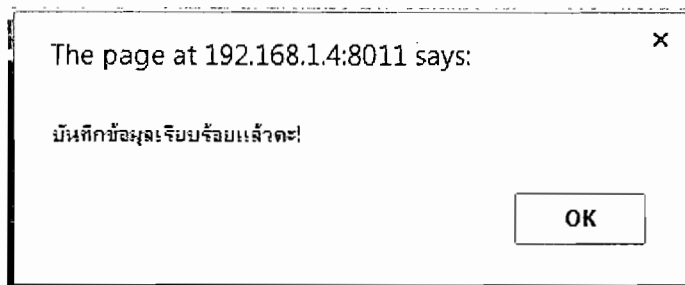 The page at 192.168.1.4:8011 says:
×
บันทึกข้อมูลเรียบร้อยแล้วคะ!
OK